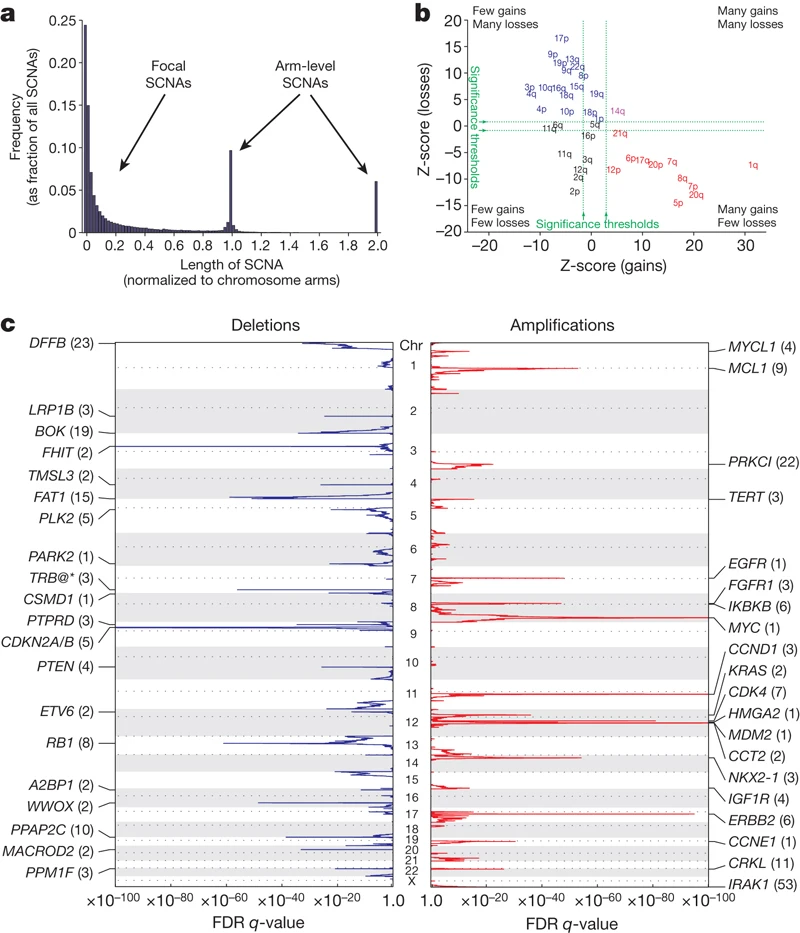 a
0.25
0.20
0.15
0.10
0.05
0
Frequency
(as fraction of all SCNAs)
Focal
SCNAs
Arm-level
SCNAs
0 0.2 0.4 0.6 0.8 1.0 1.2 1.4 1.6 1.8 2.0
Length of SCNA
(normalized to chromosome arms)
b
Few gains
Many losses
Many gains
Many losses
20
15
10
5
0
−5
−10
−15
−20
Z-score (losses)
Significance
thresholds
17p
9p
13q
19p
22q
9q
8p
3p
10q
16q
15q
4q
18q
19q
4p
10p
18p
14q
6q
11q
5q
16p
21q
11q
3q
6p
17q
20p
7q
1q
12q
12p
2q
8q
2p
7p
20q
5p
Few gains
Few losses
Significance thresholds
Many gains
Few losses
−20 −10 0 10 20 30
Z-score (gains)
c
Deletions
Amplifications
Chr
1
2
3
4
5
6
7
8
9
10
11
12
13
14
15
16
17
18
19
20
21
22
X
DFFB (23)
LRP1B (3)
BOK (19)
FHIT (2)
TMSL3 (2)
FAT1 (15)
PLK2 (5)
PARK2 (1)
TRB@* (3)
CSMD1 (1)
PTPRD (3)
CDKN2A/B (5)
PTEN (4)
ETV6 (2)
RB1 (8)
A2BP1 (2)
WWOX (2)
PPAP2C (10)
MACROD2 (2)
PPM1F (3)
MYCL1 (4)
MCL1 (9)
PRKCI (22)
TERT (3)
EGFR (1)
FGFR1 (3)
IKBKB (6)
MYC (1)
CCND1 (3)
KRAS (2)
CDK4 (7)
HMGA2 (1)
MDM2 (1)
CCT2 (2)
NKX2-1 (3)
IGF1R (4)
ERBB2 (6)
CCNE1 (1)
CRKL (11)
IRAK1 (53)
×10−100 ×10−80 ×10−60 ×10−40 ×10−20 1.0
1.0 ×10−20 ×10−40 ×10−60 ×10−80 ×10−100
FDR q-value
FDR q-value